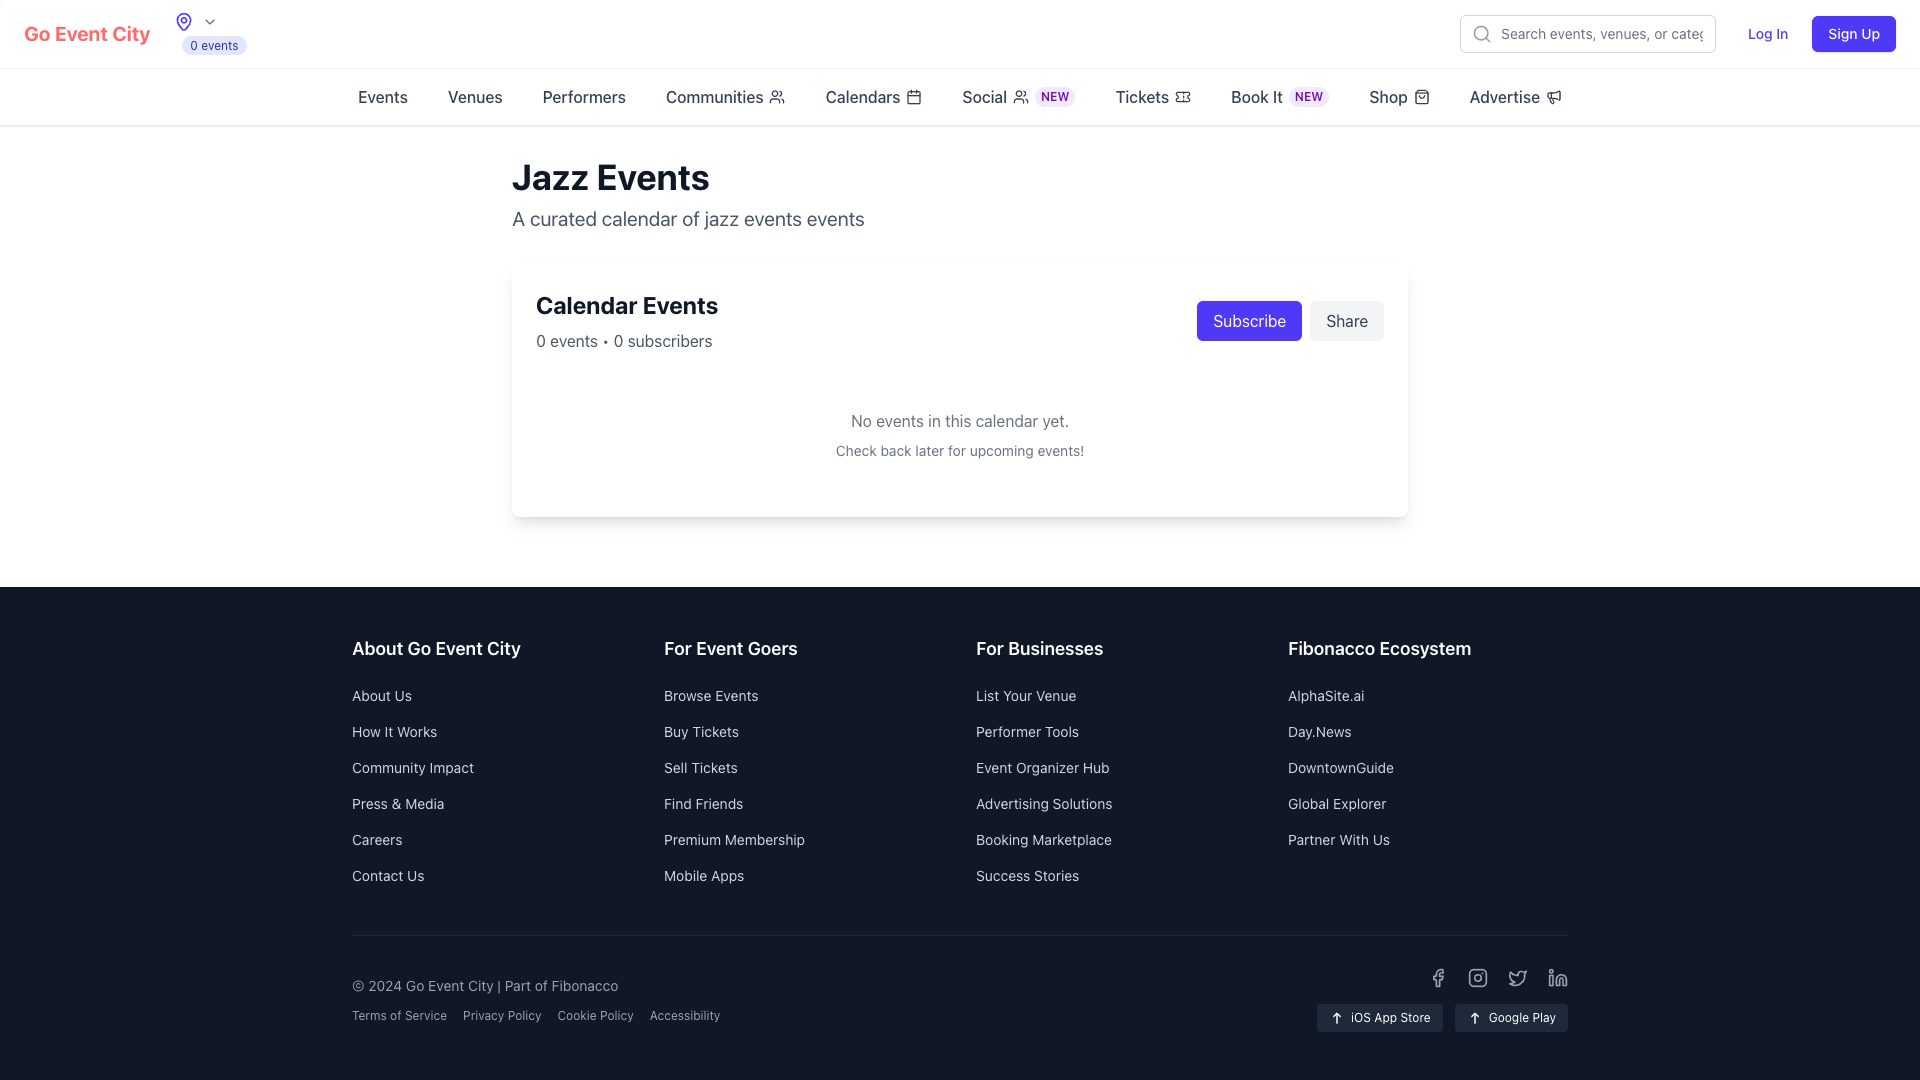 Go Event City
0 events
Search events, venues, or categ
Log In
Sign Up
Events
Venues
Performers
Communities
Calendars
Social NEW
Tickets
Book It NEW
Shop
Advertise
Jazz Events
A curated calendar of jazz events events
Calendar Events
0 events • 0 subscribers
Subscribe
Share
No events in this calendar yet.
Check back later for upcoming events!
About Go Event City
About Us
How It Works
Community Impact
Press & Media
Careers
Contact Us
For Event Goers
Browse Events
Buy Tickets
Sell Tickets
Find Friends
Premium Membership
Mobile Apps
For Businesses
List Your Venue
Performer Tools
Event Organizer Hub
Advertising Solutions
Booking Marketplace
Success Stories
Fibonacco Ecosystem
AlphaSite.ai
Day.News
DowntownGuide
Global Explorer
Partner With Us
© 2024 Go Event City | Part of Fibonacco
Terms of Service
Privacy Policy
Cookie Policy
Accessibility
iOS App Store
Google Play